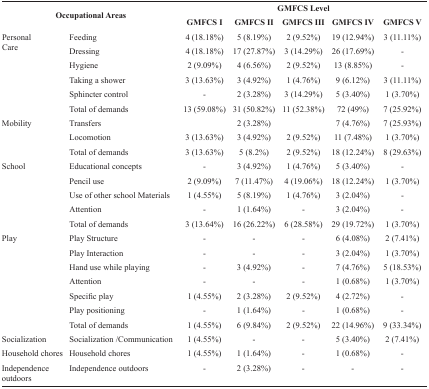 Occupational Areas GMFCS Level
GMFCS I GMFCS II GMFCS III GMFCS IV GMFCS V
Personal Care Feeding 4 (18.18%) 5 (8.19%) 2 (9.52%) 19 (12.94%) 3 (11.11%)
Dressing 4 (18.18%) 17 (27.87%) 3 (14.29%) 26 (17.69%) -
Hygiene 2 (9.09%) 4 (6.56%) 2 (9.52%) 13 (8.85%) -
Taking a shower 3 (13.63%) 3 (4.92%) 1 (4.76%) 9 (6.12%) 3 (11.11%)
Sphincter control - 2 (3.28%) 3 (14.29%) 5 (3.40%) 1 (3.70%)
Total of demands 13 (59.08%) 31 (50.82%) 11 (52.38%) 72 (49%) 7 (25.92%)
Mobility Transfers 2 (3.28%) 7 (4.76%) 7 (25.93%)
Locomotion 3 (13.63%) 3 (4.92%) 2 (9.52%) 11 (7.48%) 1 (3.70%)
Total of demands 3 (13.63%) 5 (8.2%) 2 (9.52%) 18 (12.24%) 8 (29.63%)
School Educational concepts - 3 (4.92%) 1 (4.76%) 5 (3.40%) -
Pencil use 2 (9.09%) 7 (11.47%) 4 (19.06%) 18 (12.24%) 1 (3.70%)
Use of other school Materials 1 (4.55%) 5 (8.19%) 1 (4.76%) 3 (2.04%) -
Attention - 1 (1.64%) - 3 (2.04%) -
Total of demands 3 (13.64%) 16 (26.22%) 6 (28.58%) 29 (19.72%) 1 (3.70%)
Play Play Structure - - - 6 (4.08%) 2 (7.41%)
Play Interaction - - - 3 (2.04%) 1 (3.70%)
Hand use while playing - 3 (4.92%) - 7 (4.76%) 5 (18.53%)
Attention - - - 1 (0.68%) 1 (3.70%)
Specific play 1 (4.55%) 2 (3.28%) 2 (9.52%) 4 (2.72%) -
Play positioning - 1 (1.64%) - 1 (0.68%) -
Total of demands 1 (4.55%) 6 (9.84%) 2 (9.52%) 22 (14.96%) 9 (33.34%)
Socialization Socialization /Communication 1 (4.55%) - - 5 (3.40%) 2 (7.41%)
Household chores Household chores 1 (4.55%) 1 (1.64%) - 1 (0.68%) -
Independence outdoors Independence outdoors - 2 (3.28%) - - -